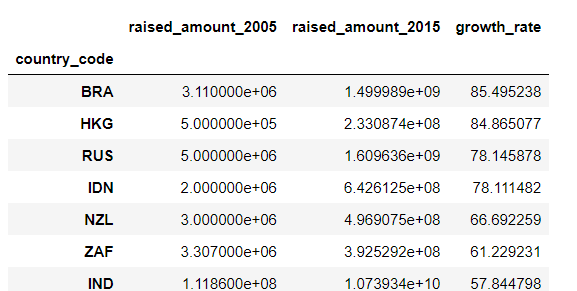 raised_amount_2005 raised_amount_2015 growth_rate
country_code
BRA 3.110000e+06 1.499989e+09 85.495238
HKG 5.000000e+05 2.330874e+08 84.865077
RUS 5.000000e+06 1.609636e+09 78.145878
IDN 2.000000e+06 6.426125e+08 78.111482
NZL 3.000000e+06 4.969075e+08 66.692259
ZAF 3.307000e+06 3.925292e+08 61.229231
IND 1.118600e+08 1.073934e+10 57.844798